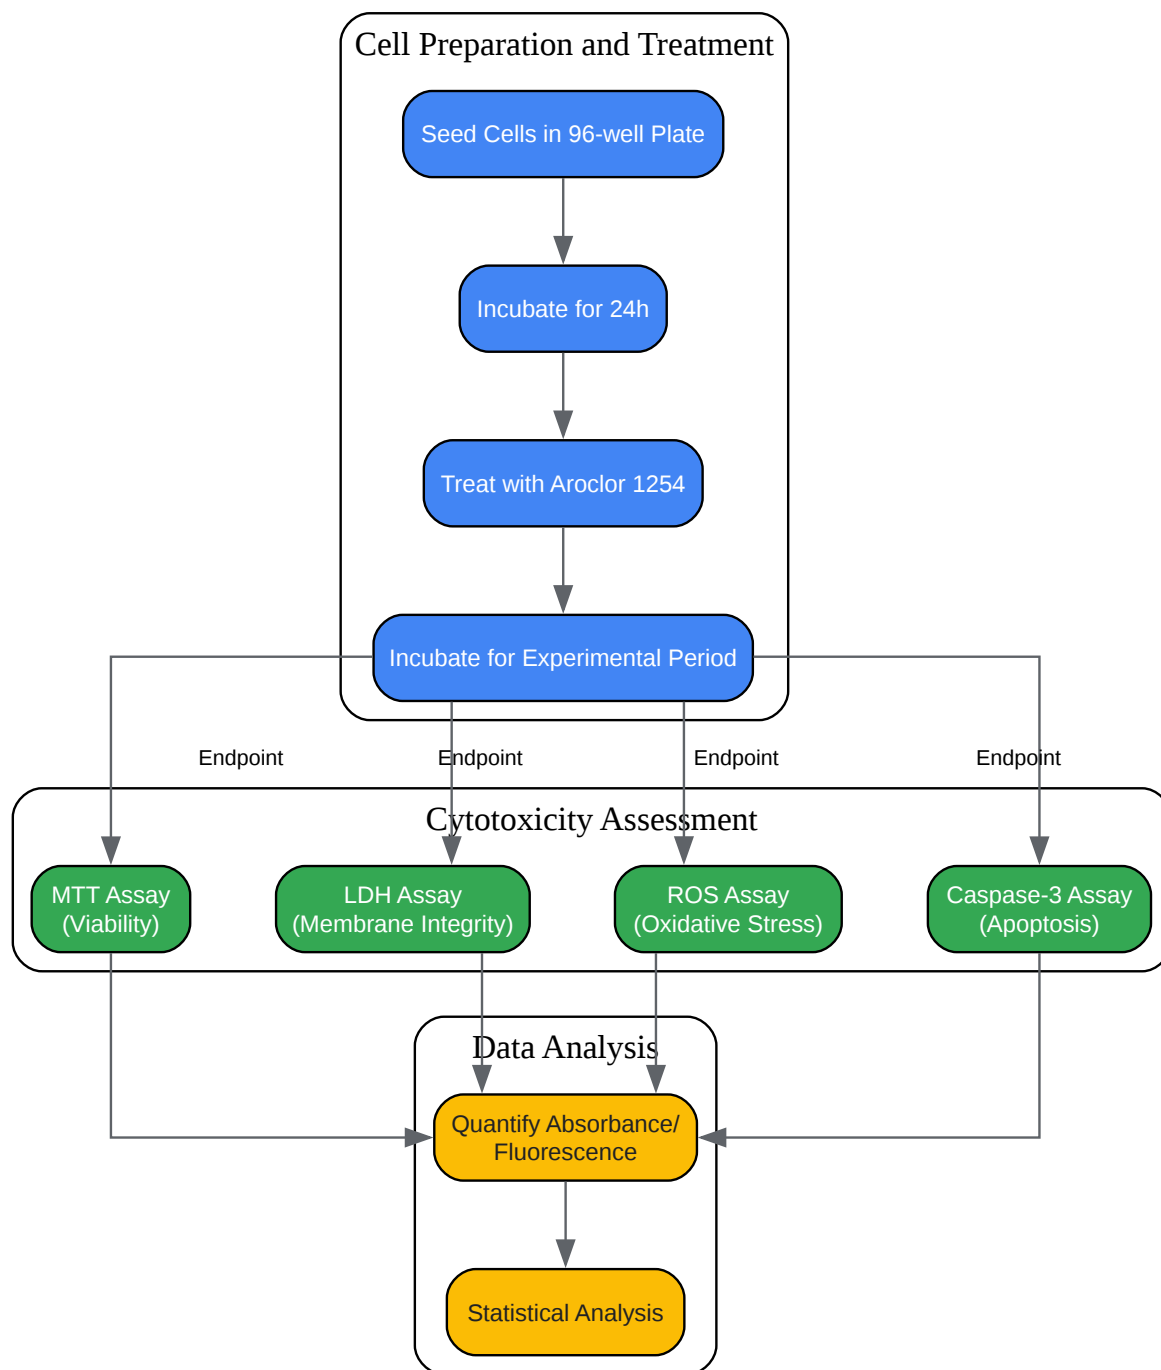 Cell Preparation and Treatment
Seed Cells in 96-well Plate
Incubate for 24h
Treat with Aroclor 1254
Incubate for Experimental Period
Endpoint
Endpoint
Endpoint
Endpoint
Cytotoxicity Assessment
MTT Assay
(Viability)
LDH Assay
(Membrane Integrity)
ROS Assay
(Oxidative Stress)
Caspase-3 Assay
(Apoptosis)
Data Analysis
Quantify Absorbance/
Fluorescence
Statistical Analysis